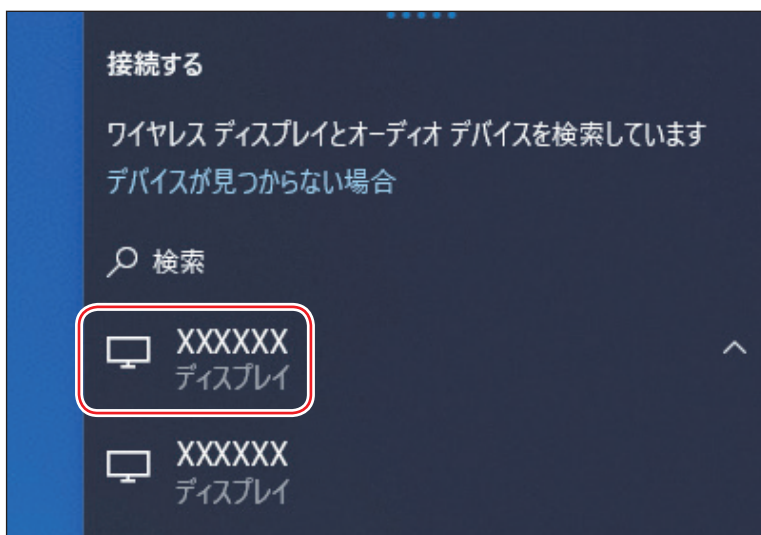 接続する
ワイヤレス ディスプレイとオーディオ デバイスを検索しています
デバイスが見つからない場合
検索
XXXXXX
ディスプレイ
XXXXXX
ディスプレイ